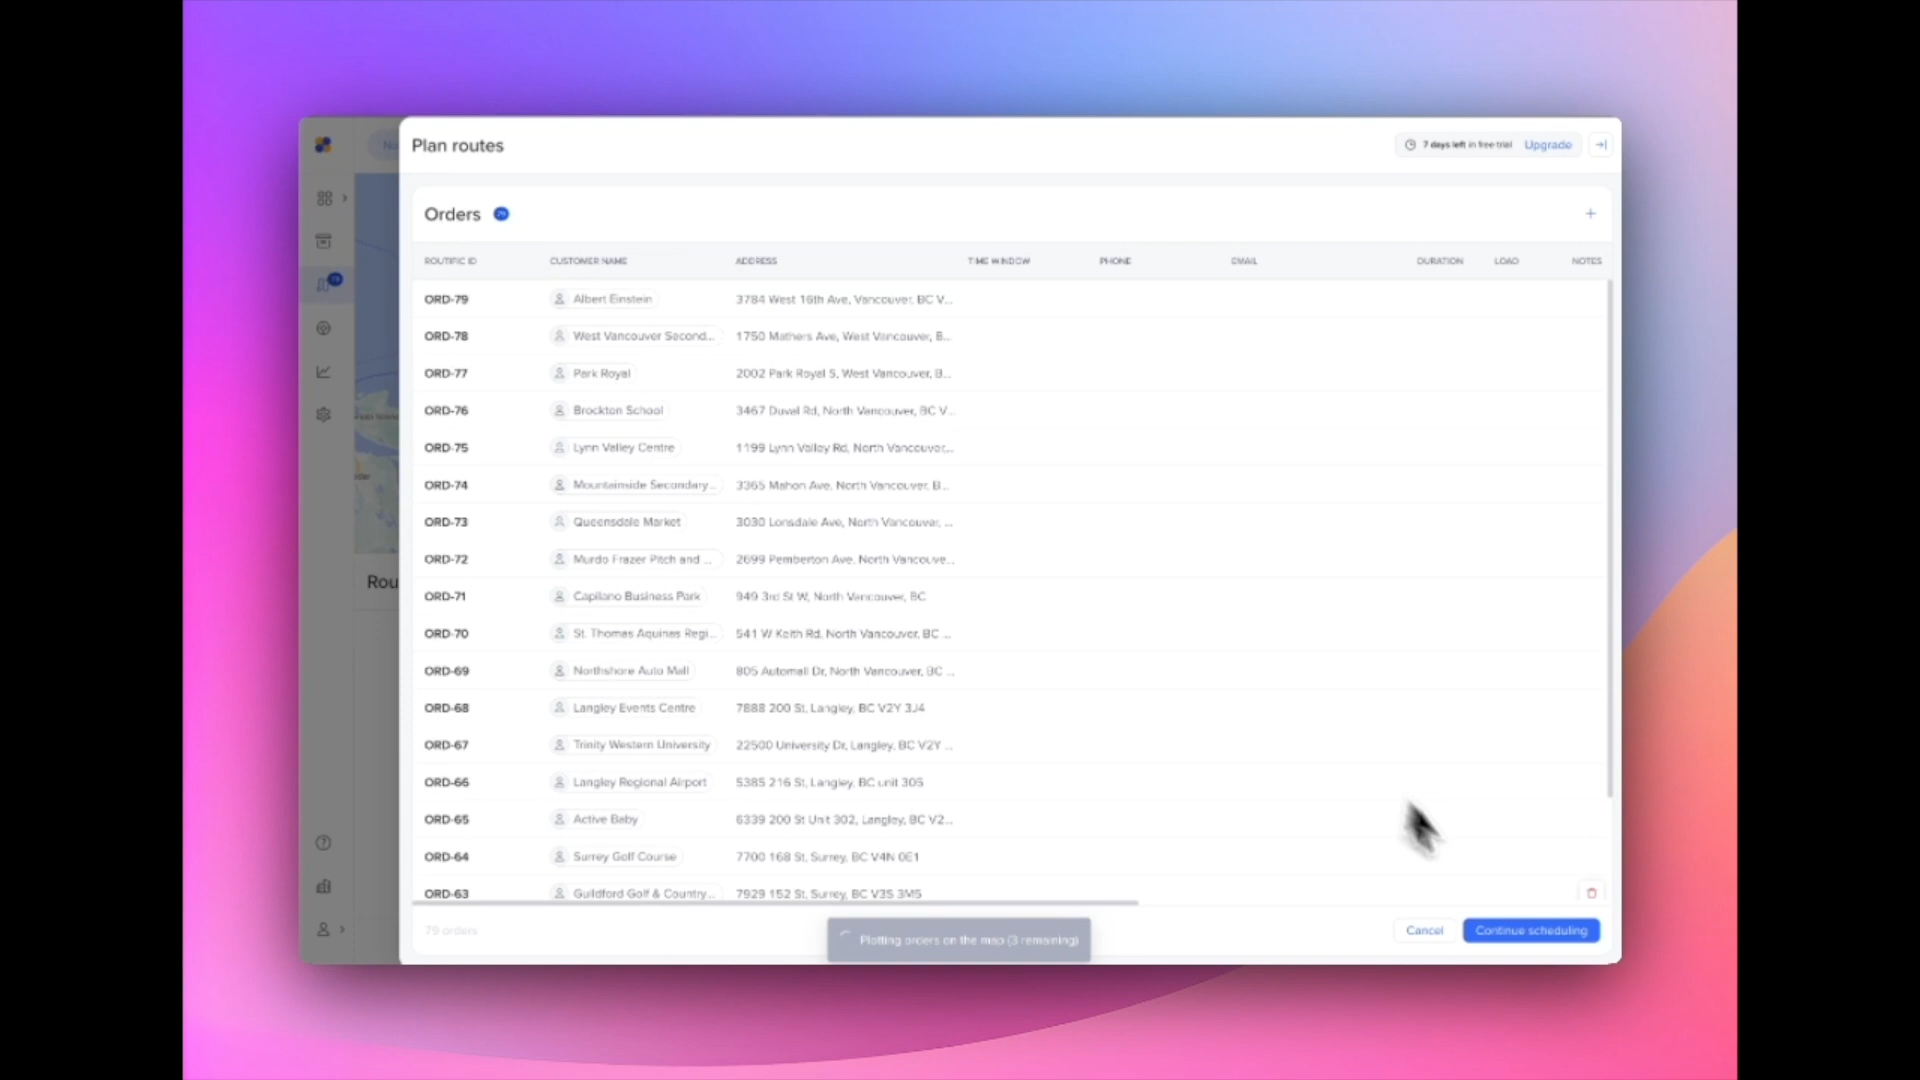 Plan routes
7 days left in free trial Upgrade
Orders 79
ROUTIFIC ID CUSTOMER NAME ADDRESS TIME WINDOW PHONE EMAIL DURATION LOAD NOTES
ORD-79 Albert Einstein 3784 West 16th Ave, Vancouver, BC V...
ORD-78 West Vancouver Second... 1750 Mathers Ave, West Vancouver, B...
ORD-77 Park Royal 2002 Park Royal S, West Vancouver, B...
ORD-76 Brockton School 3467 Duval Rd, North Vancouver, BC V...
ORD-75 Lynn Valley Centre 1199 Lynn Valley Rd, North Vancouver,...
ORD-74 Mountainside Secondary... 3365 Mahon Ave, North Vancouver, B...
ORD-73 Queensdale Market 3030 Lonsdale Ave, North Vancouver, ...
ORD-72 Murdo Frazer Pitch and ... 2699 Pemberton Ave, North Vancouve...
ORD-71 Capilano Business Park 949 3rd St W, North Vancouver, BC
ORD-70 St. Thomas Aquinas Regi... 541 W Keith Rd, North Vancouver, BC ...
ORD-69 Northshore Auto Mall 805 Automall Dr, North Vancouver, BC ...
Rou
ORD-68 Langley Events Centre 7888 200 St, Langley, BC V2Y 3J4
ORD-67 Trinity Western University 22500 University Dr, Langley, BC V2Y ...
ORD-66 Langley Regional Airport 5385 216 St, Langley, BC unit 305
ORD-65 Active Baby 6339 200 St Unit 302, Langley, BC V2...
ORD-64 Surrey Golf Course 7700 168 St, Surrey, BC V4N 0E1
ORD-63 Guildford Golf & Country... 7929 152 St, Surrey, BC V3S 3M5
79 orders
Plotting orders on the map (3 remaining)
Cancel Continue scheduling